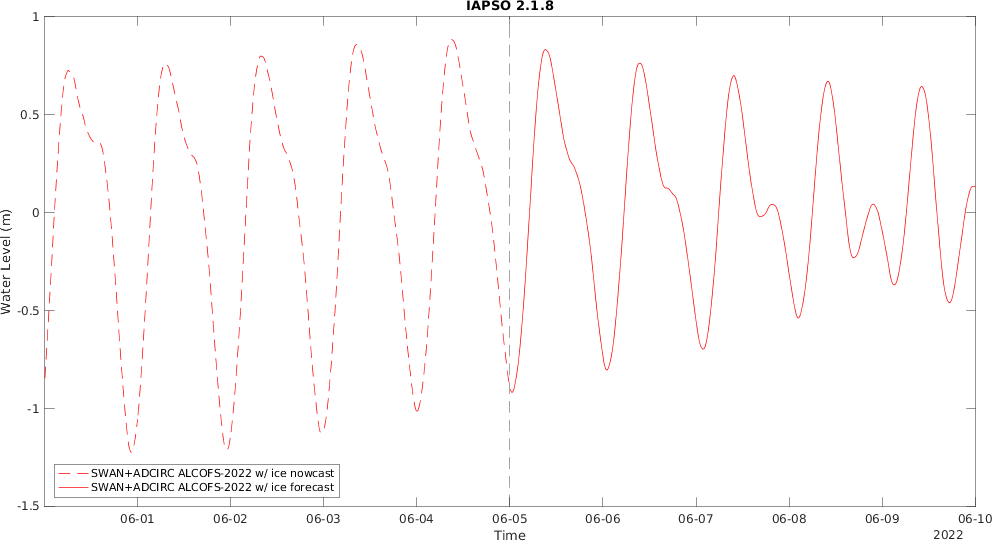 IAPSO 2.1.8
1
0.5
0
-0.5
-1
-1.5
Water Level (m)
SWAN+ADCIRC ALCOFS-2022 w/ ice nowcast
SWAN+ADCIRC ALCOFS-2022 w/ ice forecast
06-01 06-02 06-03 06-04 06-05 06-06 06-07 06-08 06-09 06-10
Time
2022